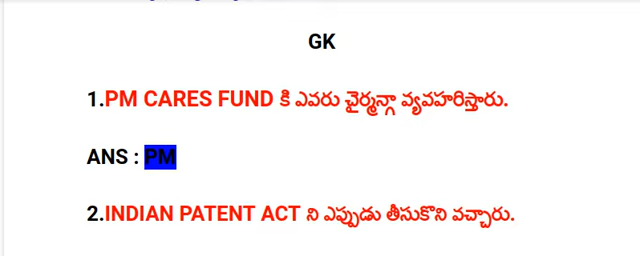 GK
1.PM CARES FUND కి ఎవరు ఛైర్మన్గా వ్యవహరిస్తారు.
ANS : PM
2.INDIAN PATENT ACT ని ఎప్పుడు తీసుకొని వచ్చారు.